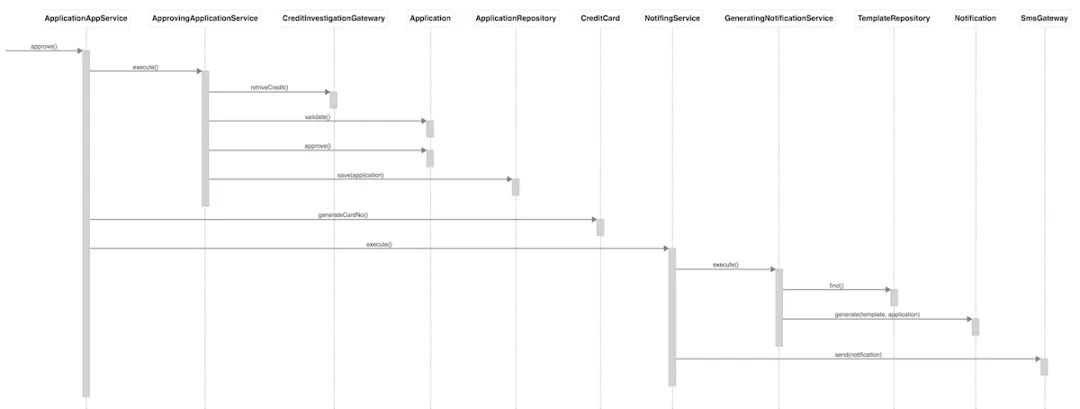 ApplicationAppService ApprovingApplicationService CreditInvestigationGatewary Application ApplicationRepository CreditCard NotifingService GeneratingNotificationService TemplateRepository Notification SmsGateway
approve()
execute()
retriveCredit()
validate()
approve()
save(application)
generateCardNo()
execute()
execute()
find()
generate(template, application)
send(notification)